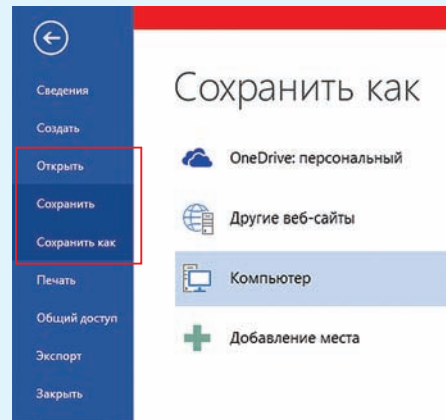 Сведения
Создать
Открыть
Сохранить
Сохранить как
Печать
Общий доступ
Экспорт
Закрыть
Сохранить как
OneDrive: персональный
Другие веб-сайты
Компьютер
Добавление места